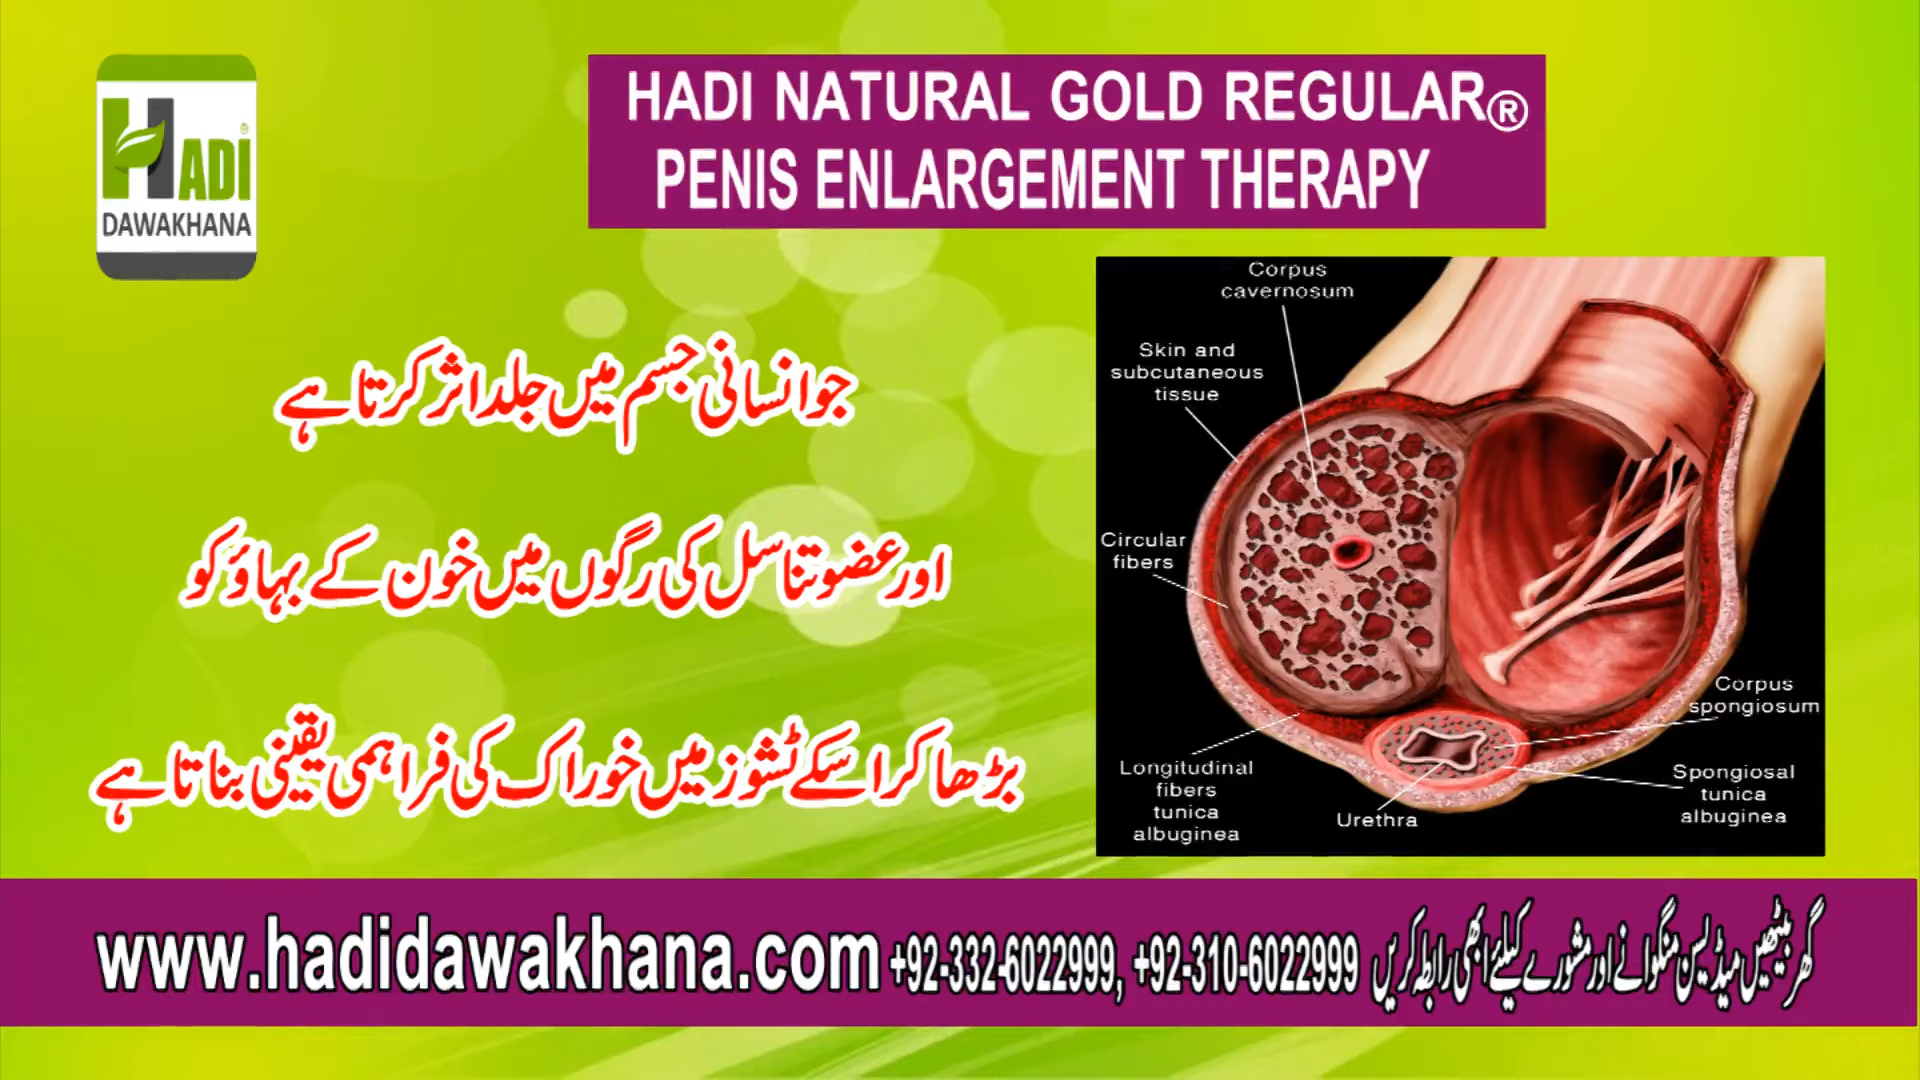 HADI®
DAWAKHANA
HADI NATURAL GOLD REGULAR®
PENIS ENLARGEMENT THERAPY
جو انسانی جسم میں جلد اثر کرتا ہے
اور عضو تناسل کی رگوں میں خون کے بہاؤ کو
بڑھا کر اسکے ٹشوز میں خوراک کی فراہمی یقینی بناتا ہے
Corpus
cavernosum
Skin and
subcutaneous
tissue
Circular
fibers
Longitudinal
fibers
tunica
albuginea
Urethra
Corpus
spongiosum
Spongiosal
tunica
albuginea
www.hadidawakhana.com +92-332-6022999, +92-310-6022999 گھر بیٹھیں میڈیسن منگوانے اور مشورے کیلئے ابھی رابطہ کریں